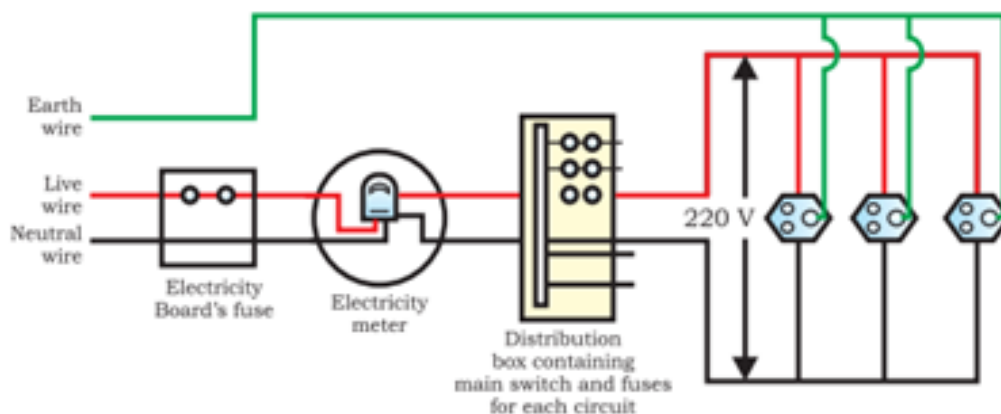 Earth
wire
Live
wire
Neutral
wire
Electricity
Board's fuse
Electricity
meter
Distribution
box containing
main switch and fuses
for each circuit
220 V